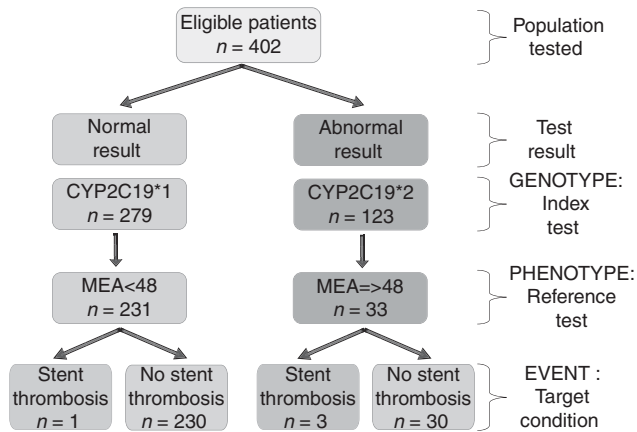 Eligible patients
n = 402
Population
tested
Normal
result
Abnormal
result
Test
result
CYP2C19*1
n = 279
CYP2C19*2
n = 123
GENOTYPE:
Index
test
MEA<48
n = 231
MEA=>48
n = 33
PHENOTYPE:
Reference
test
Stent
thrombosis
n = 1
No stent
thrombosis
n = 230
Stent
thrombosis
n = 3
No stent
thrombosis
n = 30
EVENT :
Target
condition